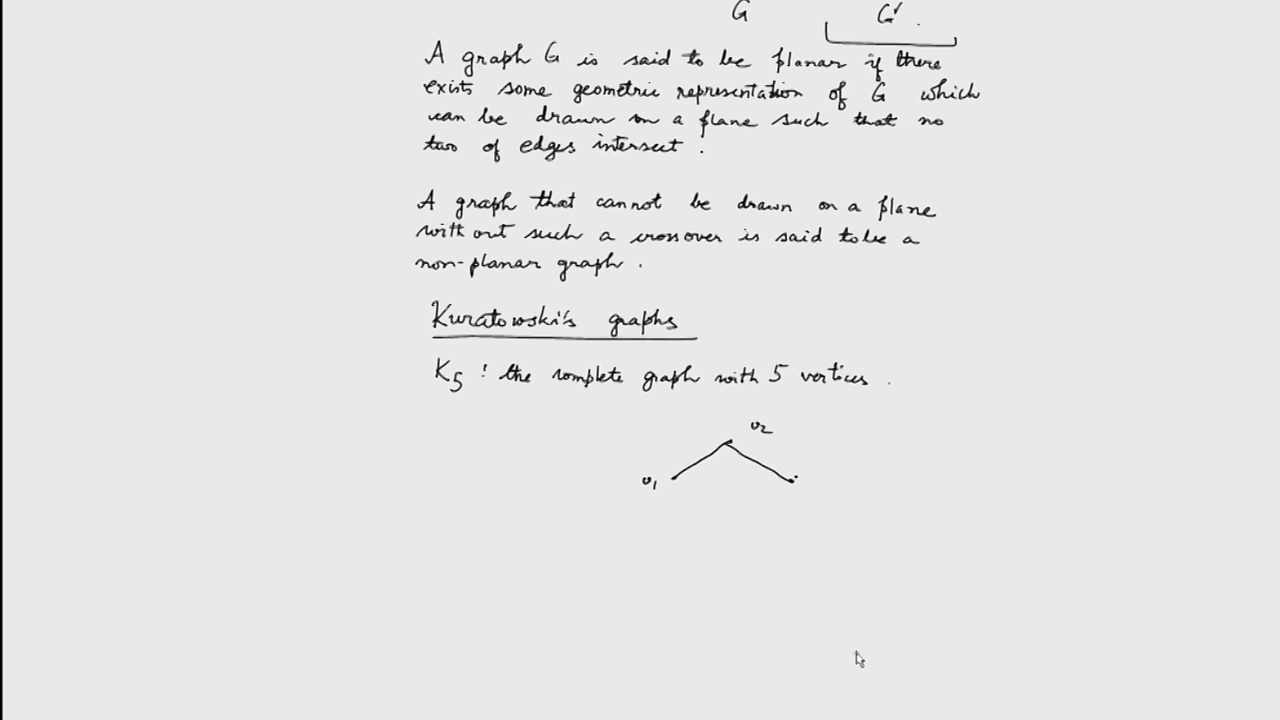 G G'
A graph G is said to be planar if there
exists some geometric representation of G which
can be drawn on a plane such that no
two of edges intersect.
A graph that cannot be drawn on a plane
without such a crossover is said to be a
non-planar graph.
Kuratowski's graphs
K5 : the complete graph with 5 vertices.
v2
v1